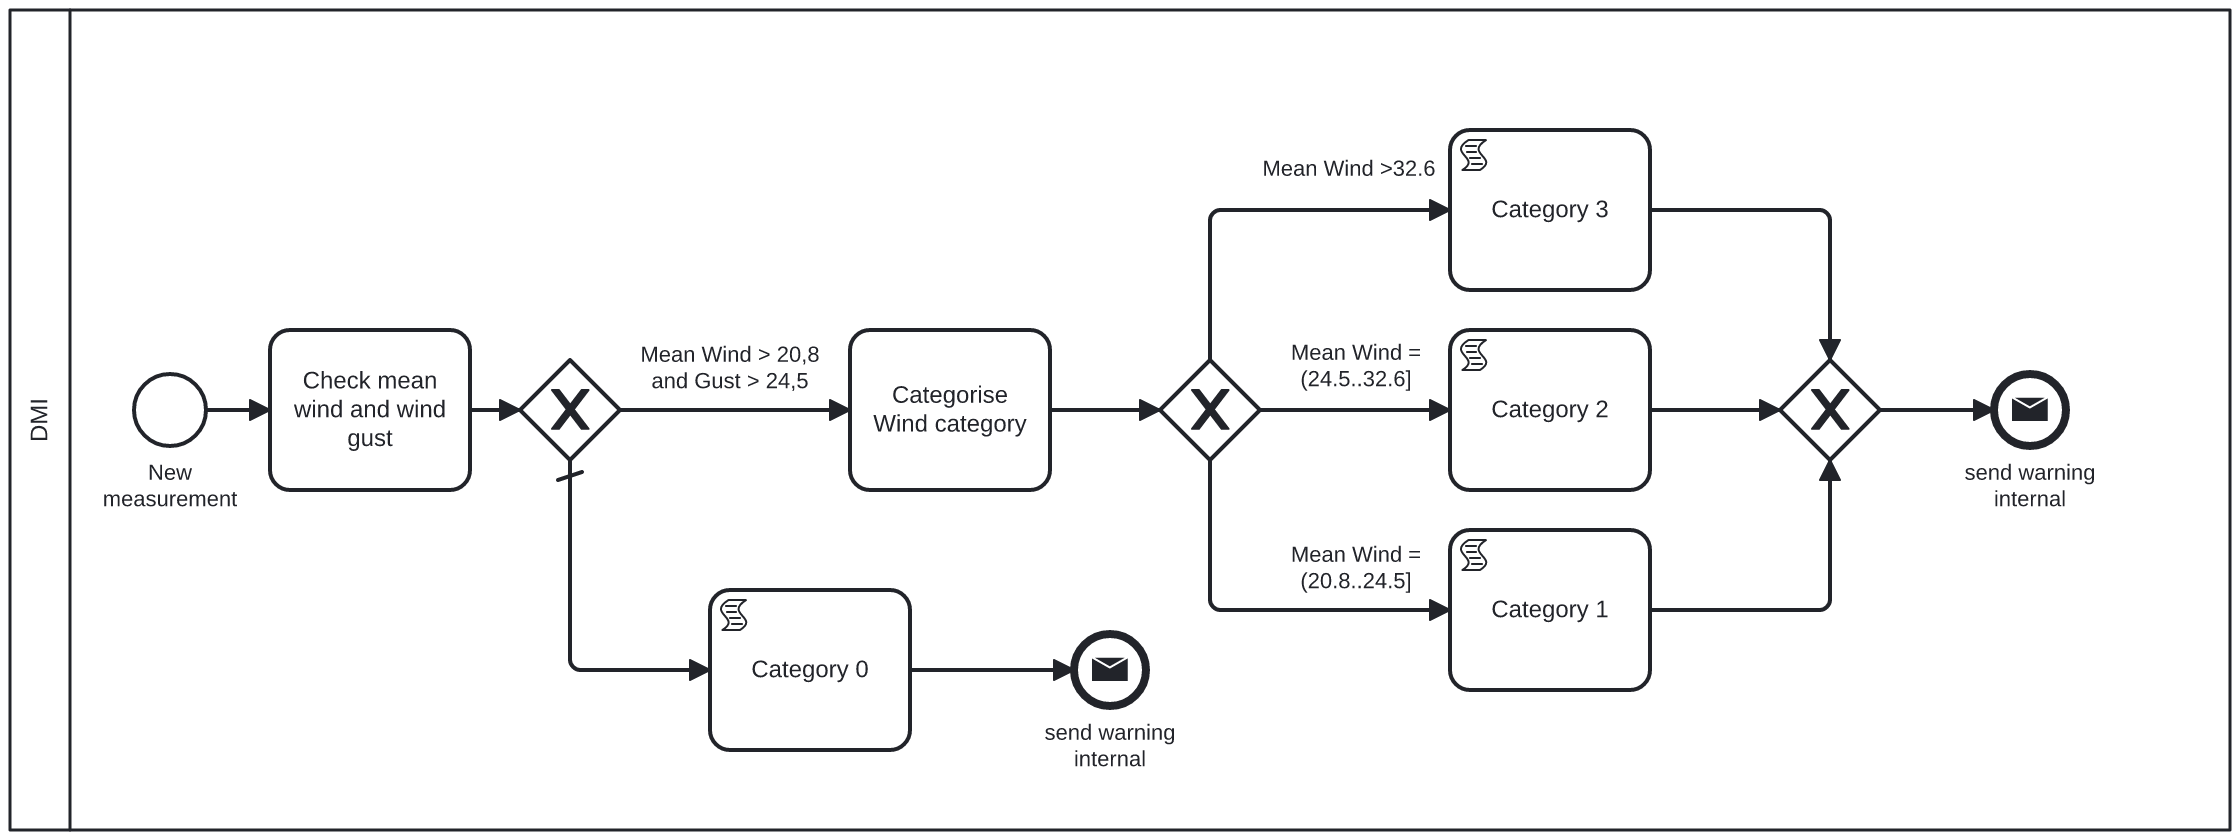 DMI
New
measurement
Check mean
wind and wind
gust
Mean Wind > 20,8
and Gust > 24,5
Categorise
Wind category
Mean Wind >32.6
Category 3
Mean Wind =
(24.5..32.6]
Category 2
Mean Wind =
(20.8..24.5]
Category 1
send warning
internal
Category 0
send warning
internal